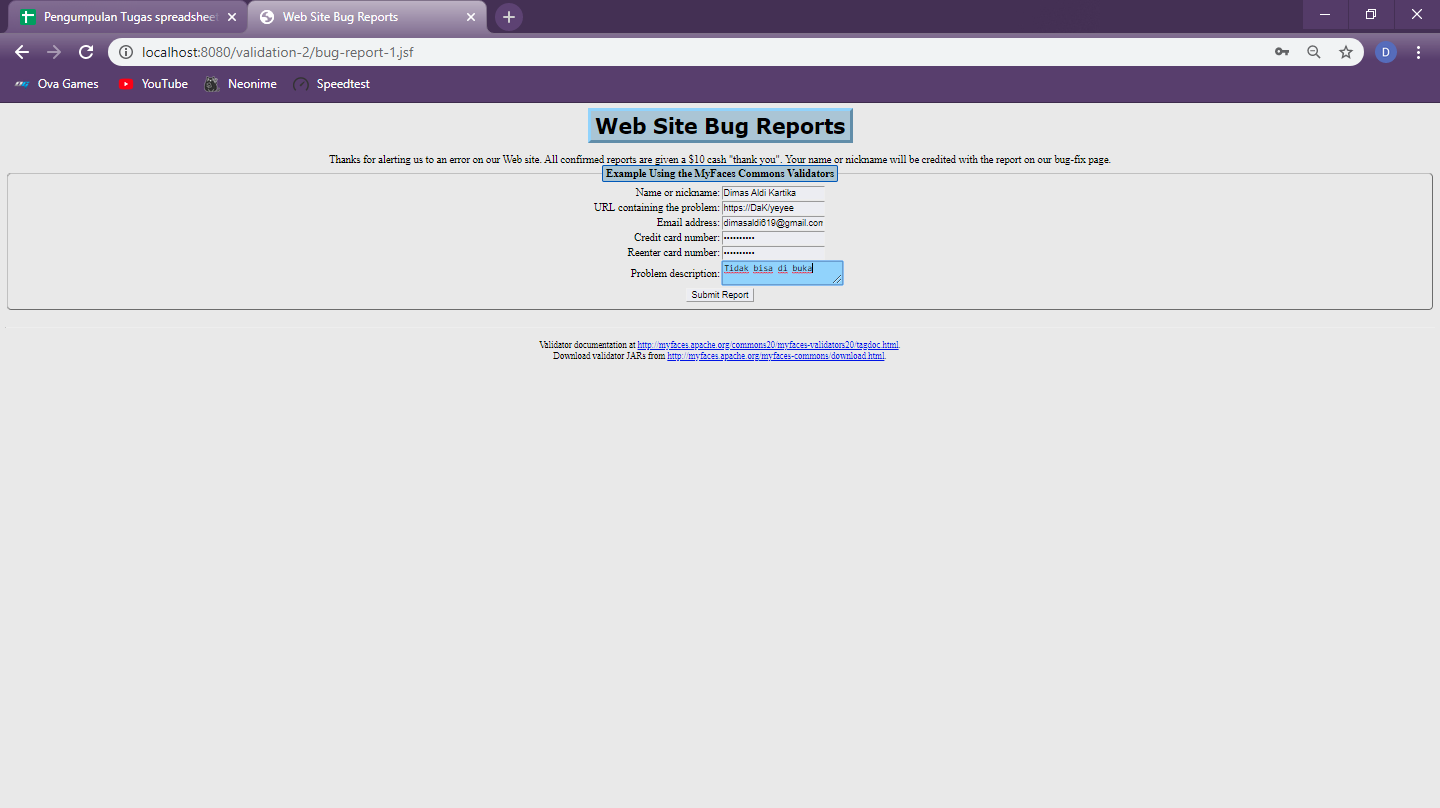 Pengumpulan Tugas spreadsheet
Web Site Bug Reports
localhost:8080/validation-2/bug-report-1.jsf
D
Ova Games
YouTube
Neonime
Speedtest
Web Site Bug Reports
Thanks for alerting us to an error on our Web site. All confirmed reports are given a $10 cash "thank you". Your name or nickname will be credited with the report on our bug-fix page.
Example Using the MyFaces Commons Validators
Name or nickname: Dimas Aldi Kartika
URL containing the problem: https://DaK/yeyee
Email address: dimasaldi619@gmail.com
Credit card number: ••••••••••
Reenter card number: ••••••••••
Problem description: Tidak bisa di buka
Submit Report
Validator documentation at http://myfaces.apache.org/commons20/myfaces-validators20/tagdoc.html.
Download validator JARs from http://myfaces.apache.org/myfaces-commons/download.html.